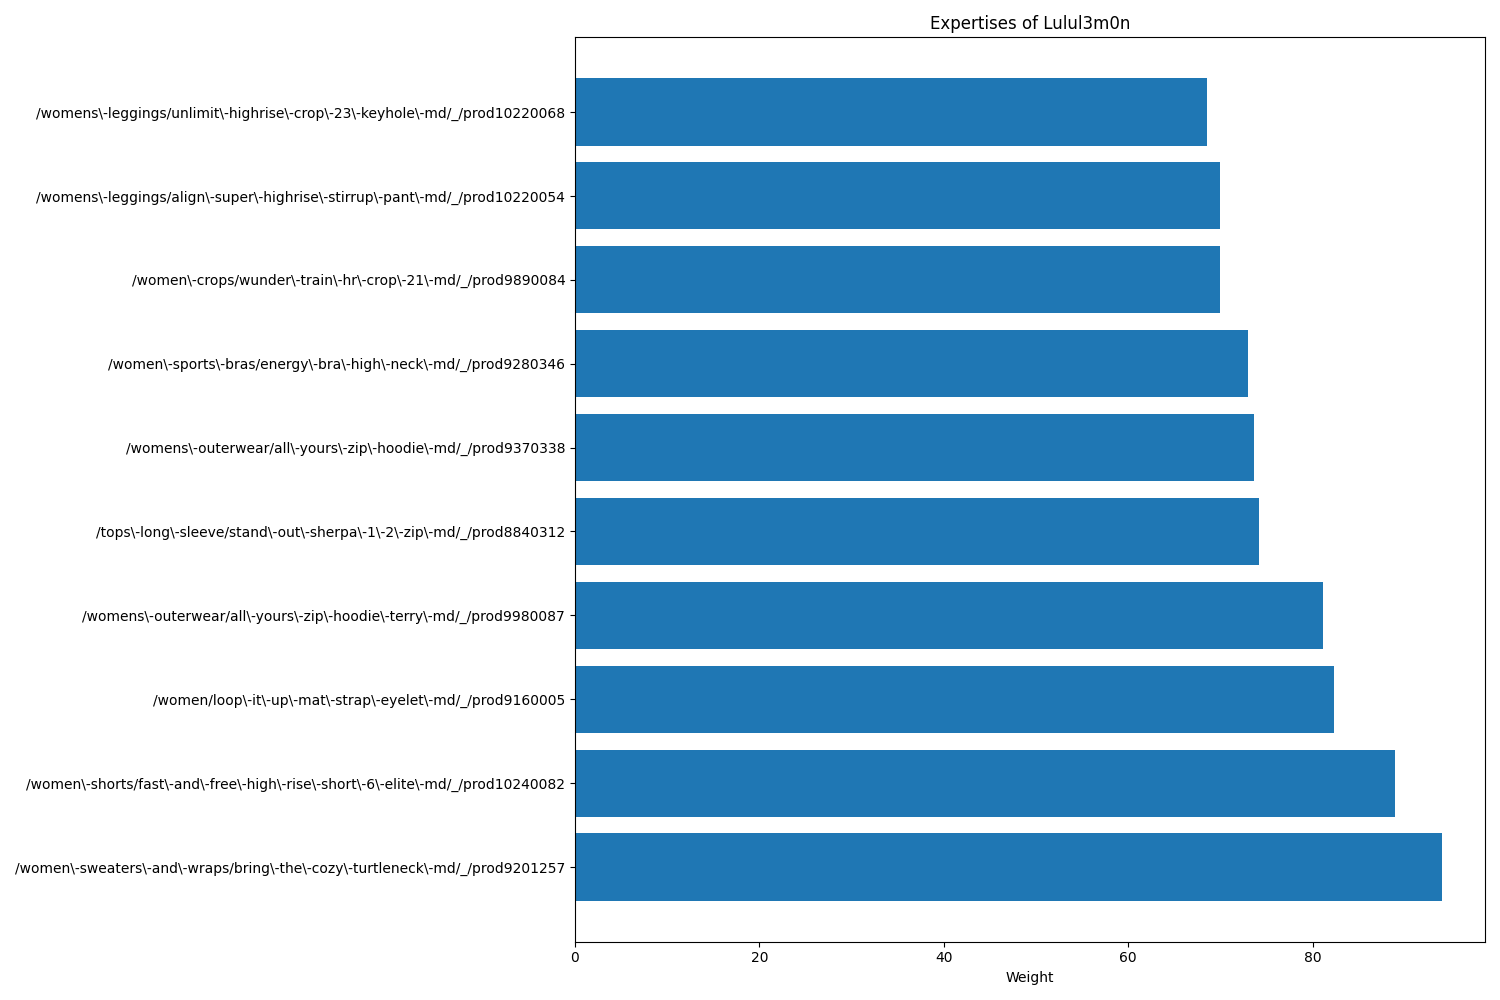 Expertises of Lulul3m0n
/womens\-leggings/unlimit\-highrise\-crop\-23\-keyhole\-md/_/prod10220068
/womens\-leggings/align\-super\-highrise\-stirrup\-pant\-md/_/prod10220054
/women\-crops/wunder\-train\-hr\-crop\-21\-md/_/prod9890084
/women\-sports\-bras/energy\-bra\-high\-neck\-md/_/prod9280346
/womens\-outerwear/all\-yours\-zip\-hoodie\-md/_/prod9370338
/tops\-long\-sleeve/stand\-out\-sherpa\-1\-2\-zip\-md/_/prod8840312
/womens\-outerwear/all\-yours\-zip\-hoodie\-terry\-md/_/prod9980087
/women/loop\-it\-up\-mat\-strap\-eyelet\-md/_/prod9160005
/women\-shorts/fast\-and\-free\-high\-rise\-short\-6\-elite\-md/_/prod10240082
/women\-sweaters\-and\-wraps/bring\-the\-cozy\-turtleneck\-md/_/prod9201257
0 20 40 60 80
Weight